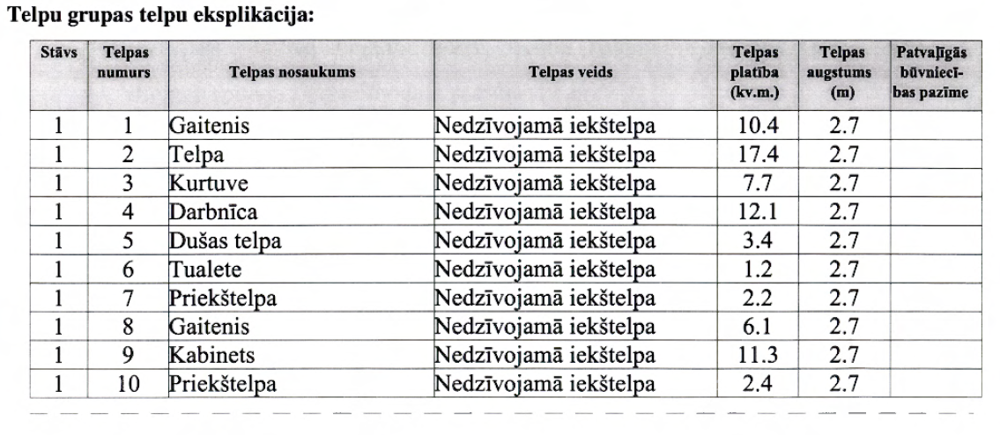 Telpu grupas telpu eksplikācija:
Stāvs | Telpas numurs | Telpas nosaukums | Telpas veids | Telpas platība (kv.m.) | Telpas augstums (m) | Patvaļīgās būvniecī-bas pazīme
1 | 1 | Gaitenis | Nedzīvojamā iekštelpa | 10.4 | 2.7
1 | 2 | Telpa | Nedzīvojamā iekštelpa | 17.4 | 2.7
1 | 3 | Kurtuve | Nedzīvojamā iekštelpa | 7.7 | 2.7
1 | 4 | Darbnīca | Nedzīvojamā iekštelpa | 12.1 | 2.7
1 | 5 | Dušas telpa | Nedzīvojamā iekštelpa | 3.4 | 2.7
1 | 6 | Tualete | Nedzīvojamā iekštelpa | 1.2 | 2.7
1 | 7 | Priekštelpa | Nedzīvojamā iekštelpa | 2.2 | 2.7
1 | 8 | Gaitenis | Nedzīvojamā iekštelpa | 6.1 | 2.7
1 | 9 | Kabinets | Nedzīvojamā iekštelpa | 11.3 | 2.7
1 | 10 | Priekštelpa | Nedzīvojamā iekštelpa | 2.4 | 2.7